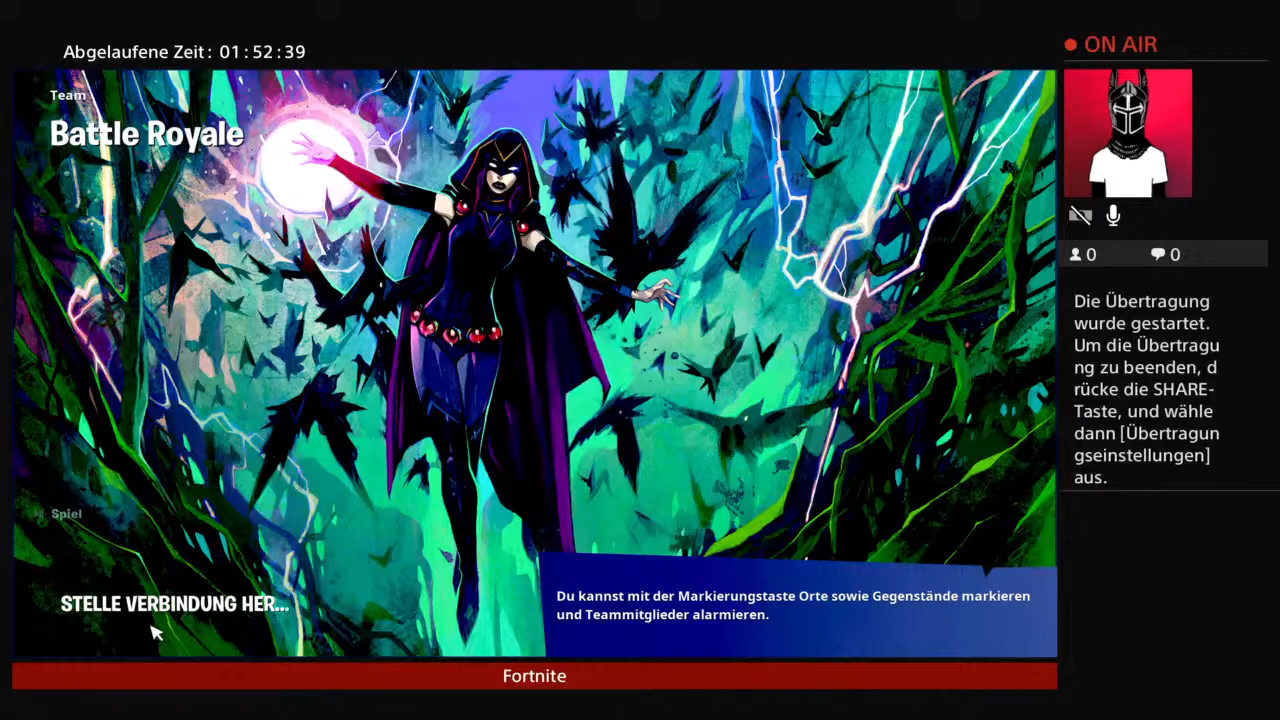 Abgelaufene Zeit: 01:52:39
ON AIR
Team
Battle Royale
0
0
Die Übertragung
wurde gestartet.
Um die Übertragu
ng zu beenden, d
rücke die SHARE-
Taste, und wähle
dann [Übertragun
gseinstellungen]
aus.
Spiel
STELLE VERBINDUNG HER...
Du kannst mit der Markierungstaste Orte sowie Gegenstände markieren
und Teammitglieder alarmieren.
Fortnite